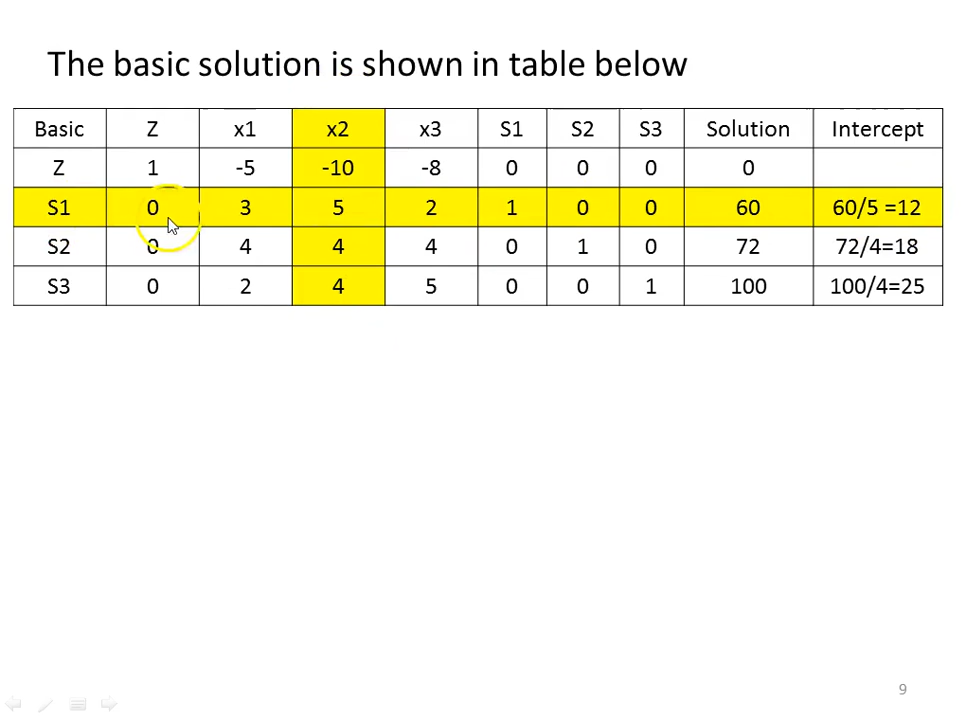 The basic solution is shown in table below
Basic Z x1 x2 x3 S1 S2 S3 Solution Intercept
Z 1 -5 -10 -8 0 0 0 0
S1 0 3 5 2 1 0 0 60 60/5 =12
S2 0 4 4 4 0 1 0 72 72/4=18
S3 0 2 4 5 0 0 1 100 100/4=25
9